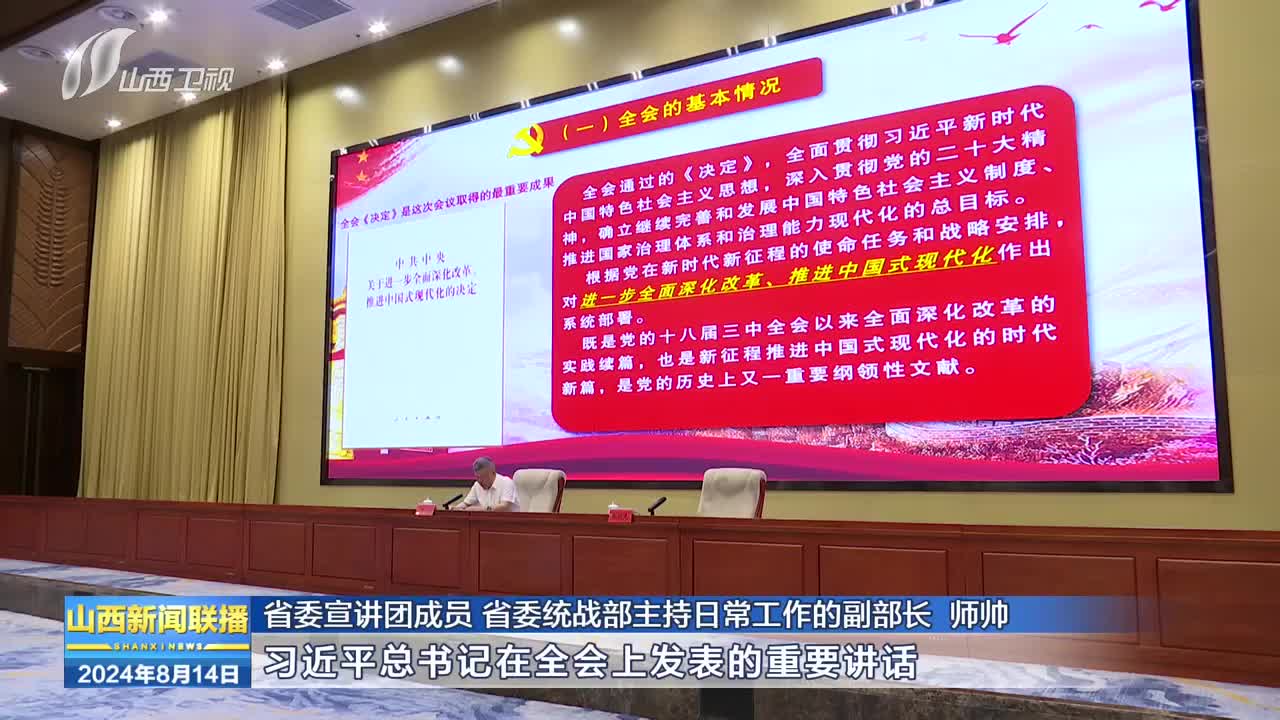 山西卫视
（一）全会的基本情况
全会《决定》是这次会议取得的最重要成果
中共中央
关于进一步全面深化改革、
推进中国式现代化的决定
人民出版社
全会通过的《决定》，全面贯彻习近平新时代
中国特色社会主义思想，深入贯彻党的二十大精
神，确立继续完善和发展中国特色社会主义制度、
推进国家治理体系和治理能力现代化的总目标。
根据党在新时代新征程的使命任务和战略安排，
对进一步全面深化改革、推进中国式现代化作出
系统部署。
既是党的十八届三中全会以来全面深化改革的
实践续篇，也是新征程推进中国式现代化的时代
新篇，是党的历史上又一重要纲领性文献。
山西新闻联播
SHANXINEWS
2024年8月14日
省委宣讲团成员 省委统战部主持日常工作的副部长 师帅
习近平总书记在全会上发表的重要讲话